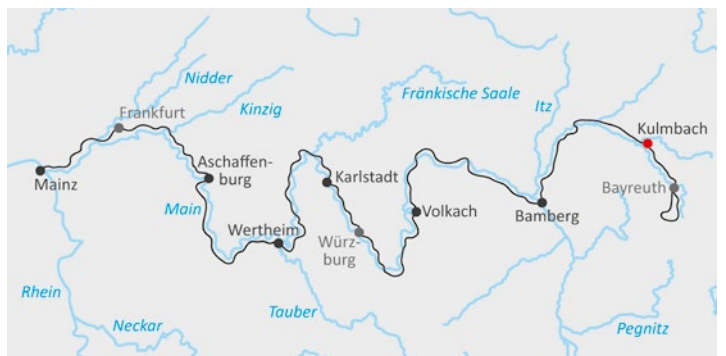 Nidder
Frankfurt
Kinzig
Fränkische Saale
Itz
Kulmbach
Mainz
Aschaffen-
burg
Karlstadt
Bayreuth
Main
Wertheim
Würz-
burg
Volkach
Bamberg
Rhein
Neckar
Tauber
Pegnitz